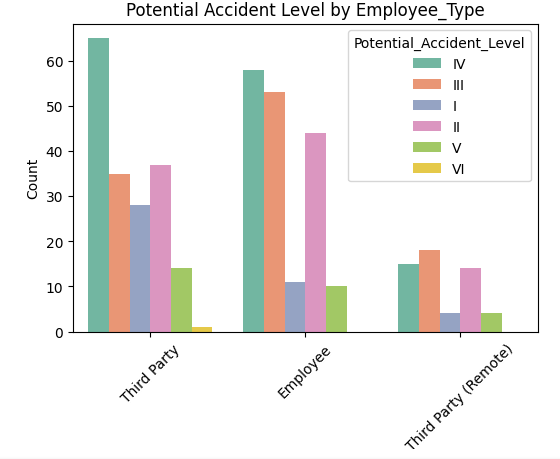 Potential Accident Level by Employee_Type
Potential_Accident_Level
IV
III
I
II
V
VI
Count
60
50
40
30
20
10
0
Third Party
Employee
Third Party (Remote)